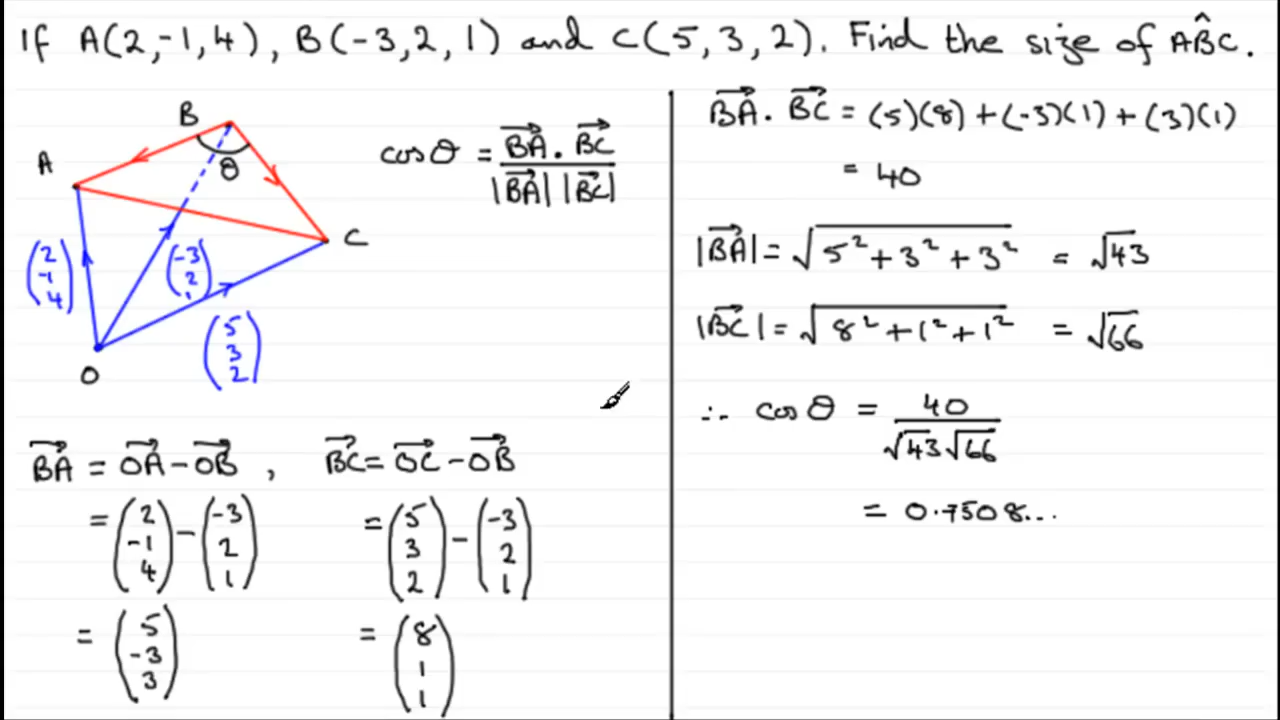 If A(2,-1,4), B(-3,2,1) and C(5,3,2). Find the size of AB̂C.
B
A
θ
C
O
(2 -1 4)
(-3 2 1)
(5 3 2)
cosθ = BA⃗ . BC⃗ / |BA⃗| |BC⃗|
BA⃗ = OA⃗ - OB⃗ ,
= (2 -1 4) - (-3 2 1)
= (5 -3 3)
BC⃗ = OC⃗ - OB⃗
= (5 3 2) - (-3 2 1)
= (8 1 1)
BA⃗ . BC⃗ = (5)(8) + (-3)(1) + (3)(1)
= 40
|BA⃗| = √(5² + 3² + 3²) = √43
|BC⃗| = √(8² + 1² + 1²) = √66
∴ cosθ = 40 / √43√66
= 0.7508...